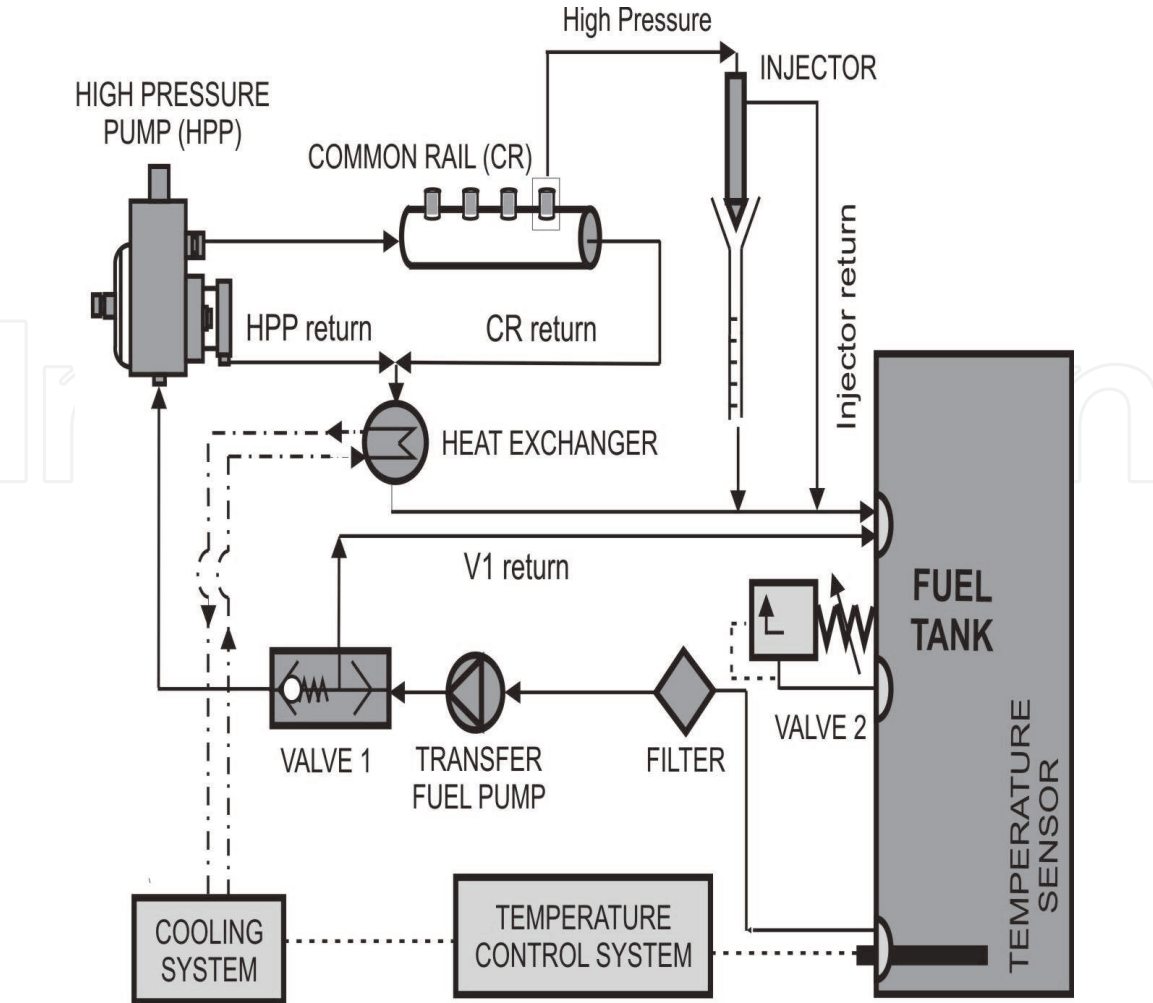 High Pressure
INJECTOR
HIGH PRESSURE
PUMP (HPP)
COMMON RAIL (CR)
Injector return
HPP return
CR return
HEAT EXCHANGER
V1 return
FUEL
TANK
VALVE 1
TRANSFER
FUEL PUMP
FILTER
VALVE 2
TEMPERATURE
SENSOR
COOLING
SYSTEM
TEMPERATURE
CONTROL SYSTEM